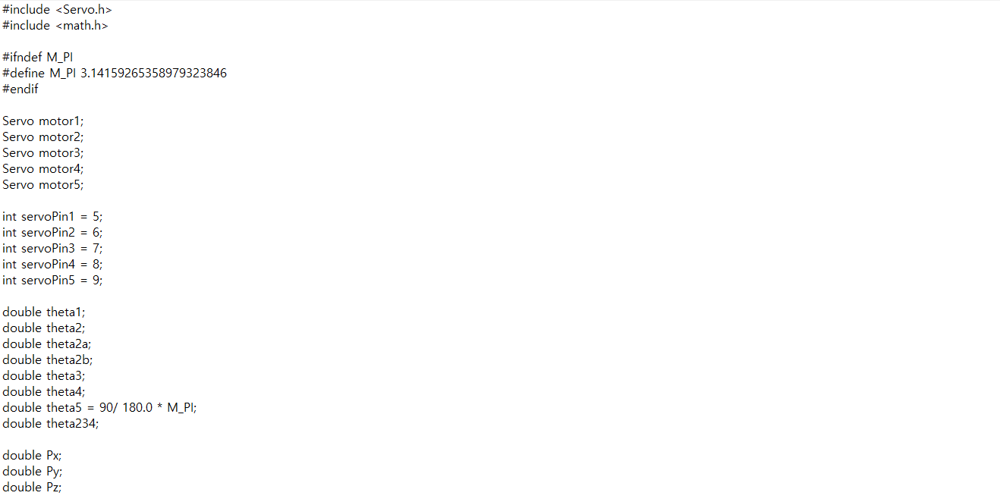 #include <Servo.h>
#include <math.h>
#ifndef M_PI
#define M_PI 3.14159265358979323846
#endif
Servo motor1;
Servo motor2;
Servo motor3;
Servo motor4;
Servo motor5;
int servoPin1 = 5;
int servoPin2 = 6;
int servoPin3 = 7;
int servoPin4 = 8;
int servoPin5 = 9;
double theta1;
double theta2;
double theta2a;
double theta2b;
double theta3;
double theta4;
double theta5 = 90/ 180.0 * M_PI;
double theta234;
double Px;
double Py;
double Pz;